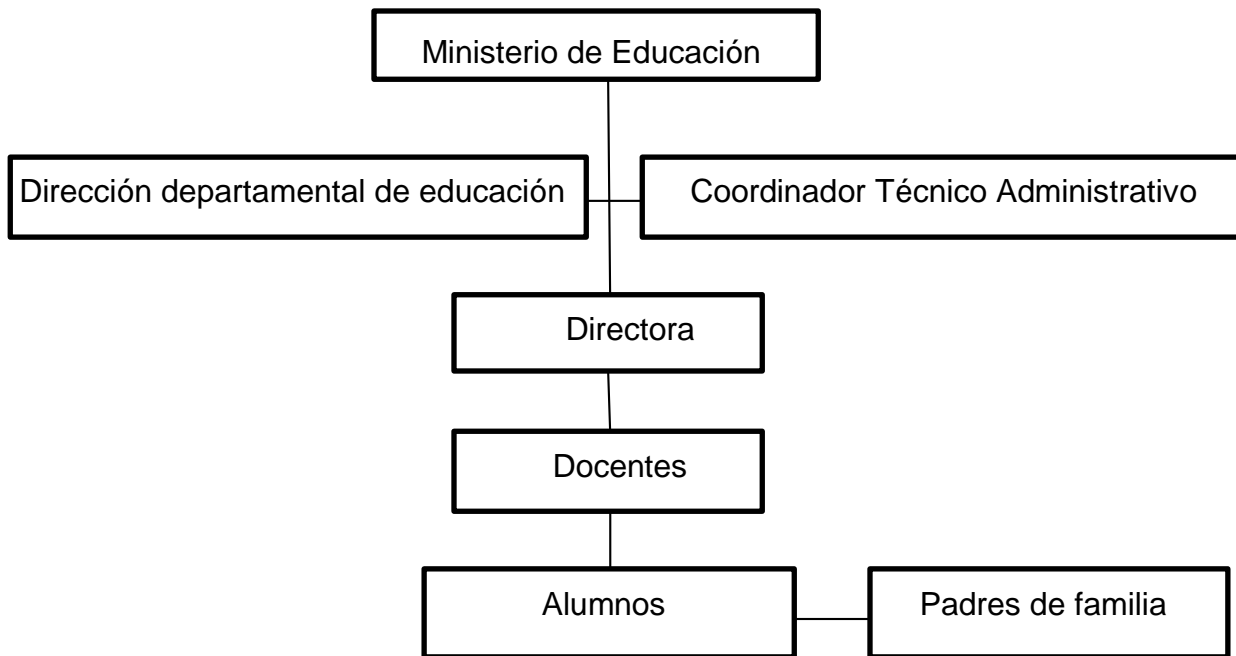 Ministerio de Educación
Dirección departamental de educación
Coordinador Técnico Administrativo
Directora
Docentes
Alumnos
Padres de familia